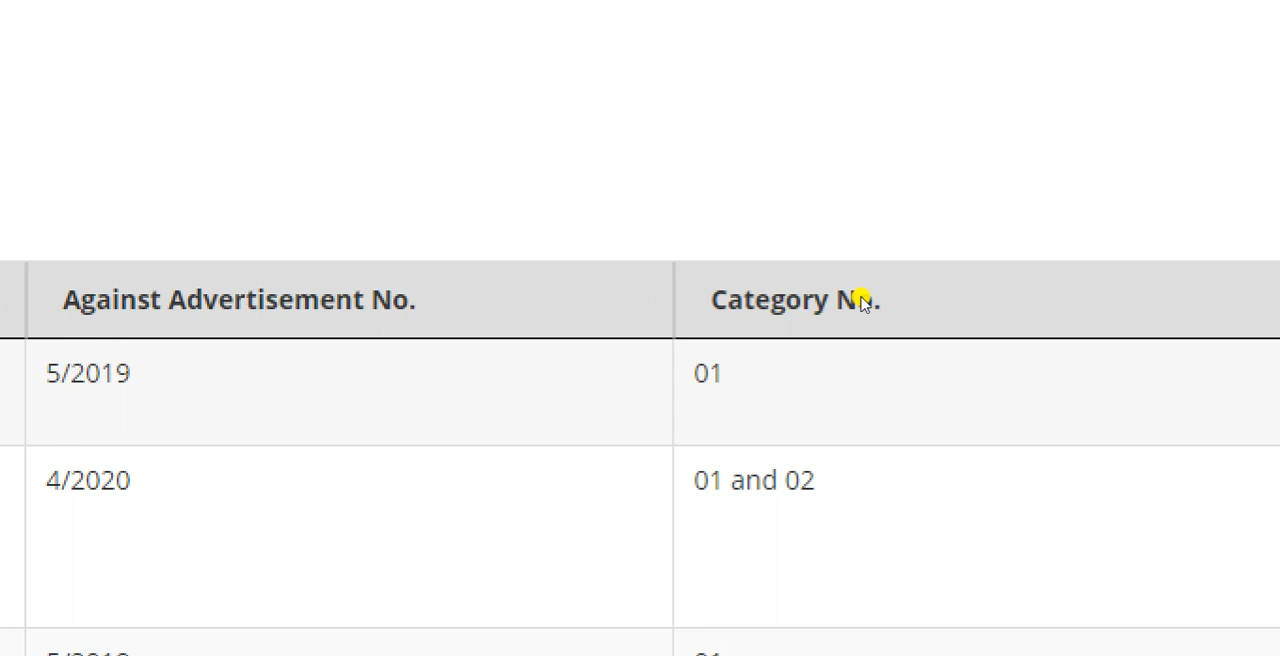 Against Advertisement No. Category No.
5/2019 01
4/2020 01 and 02